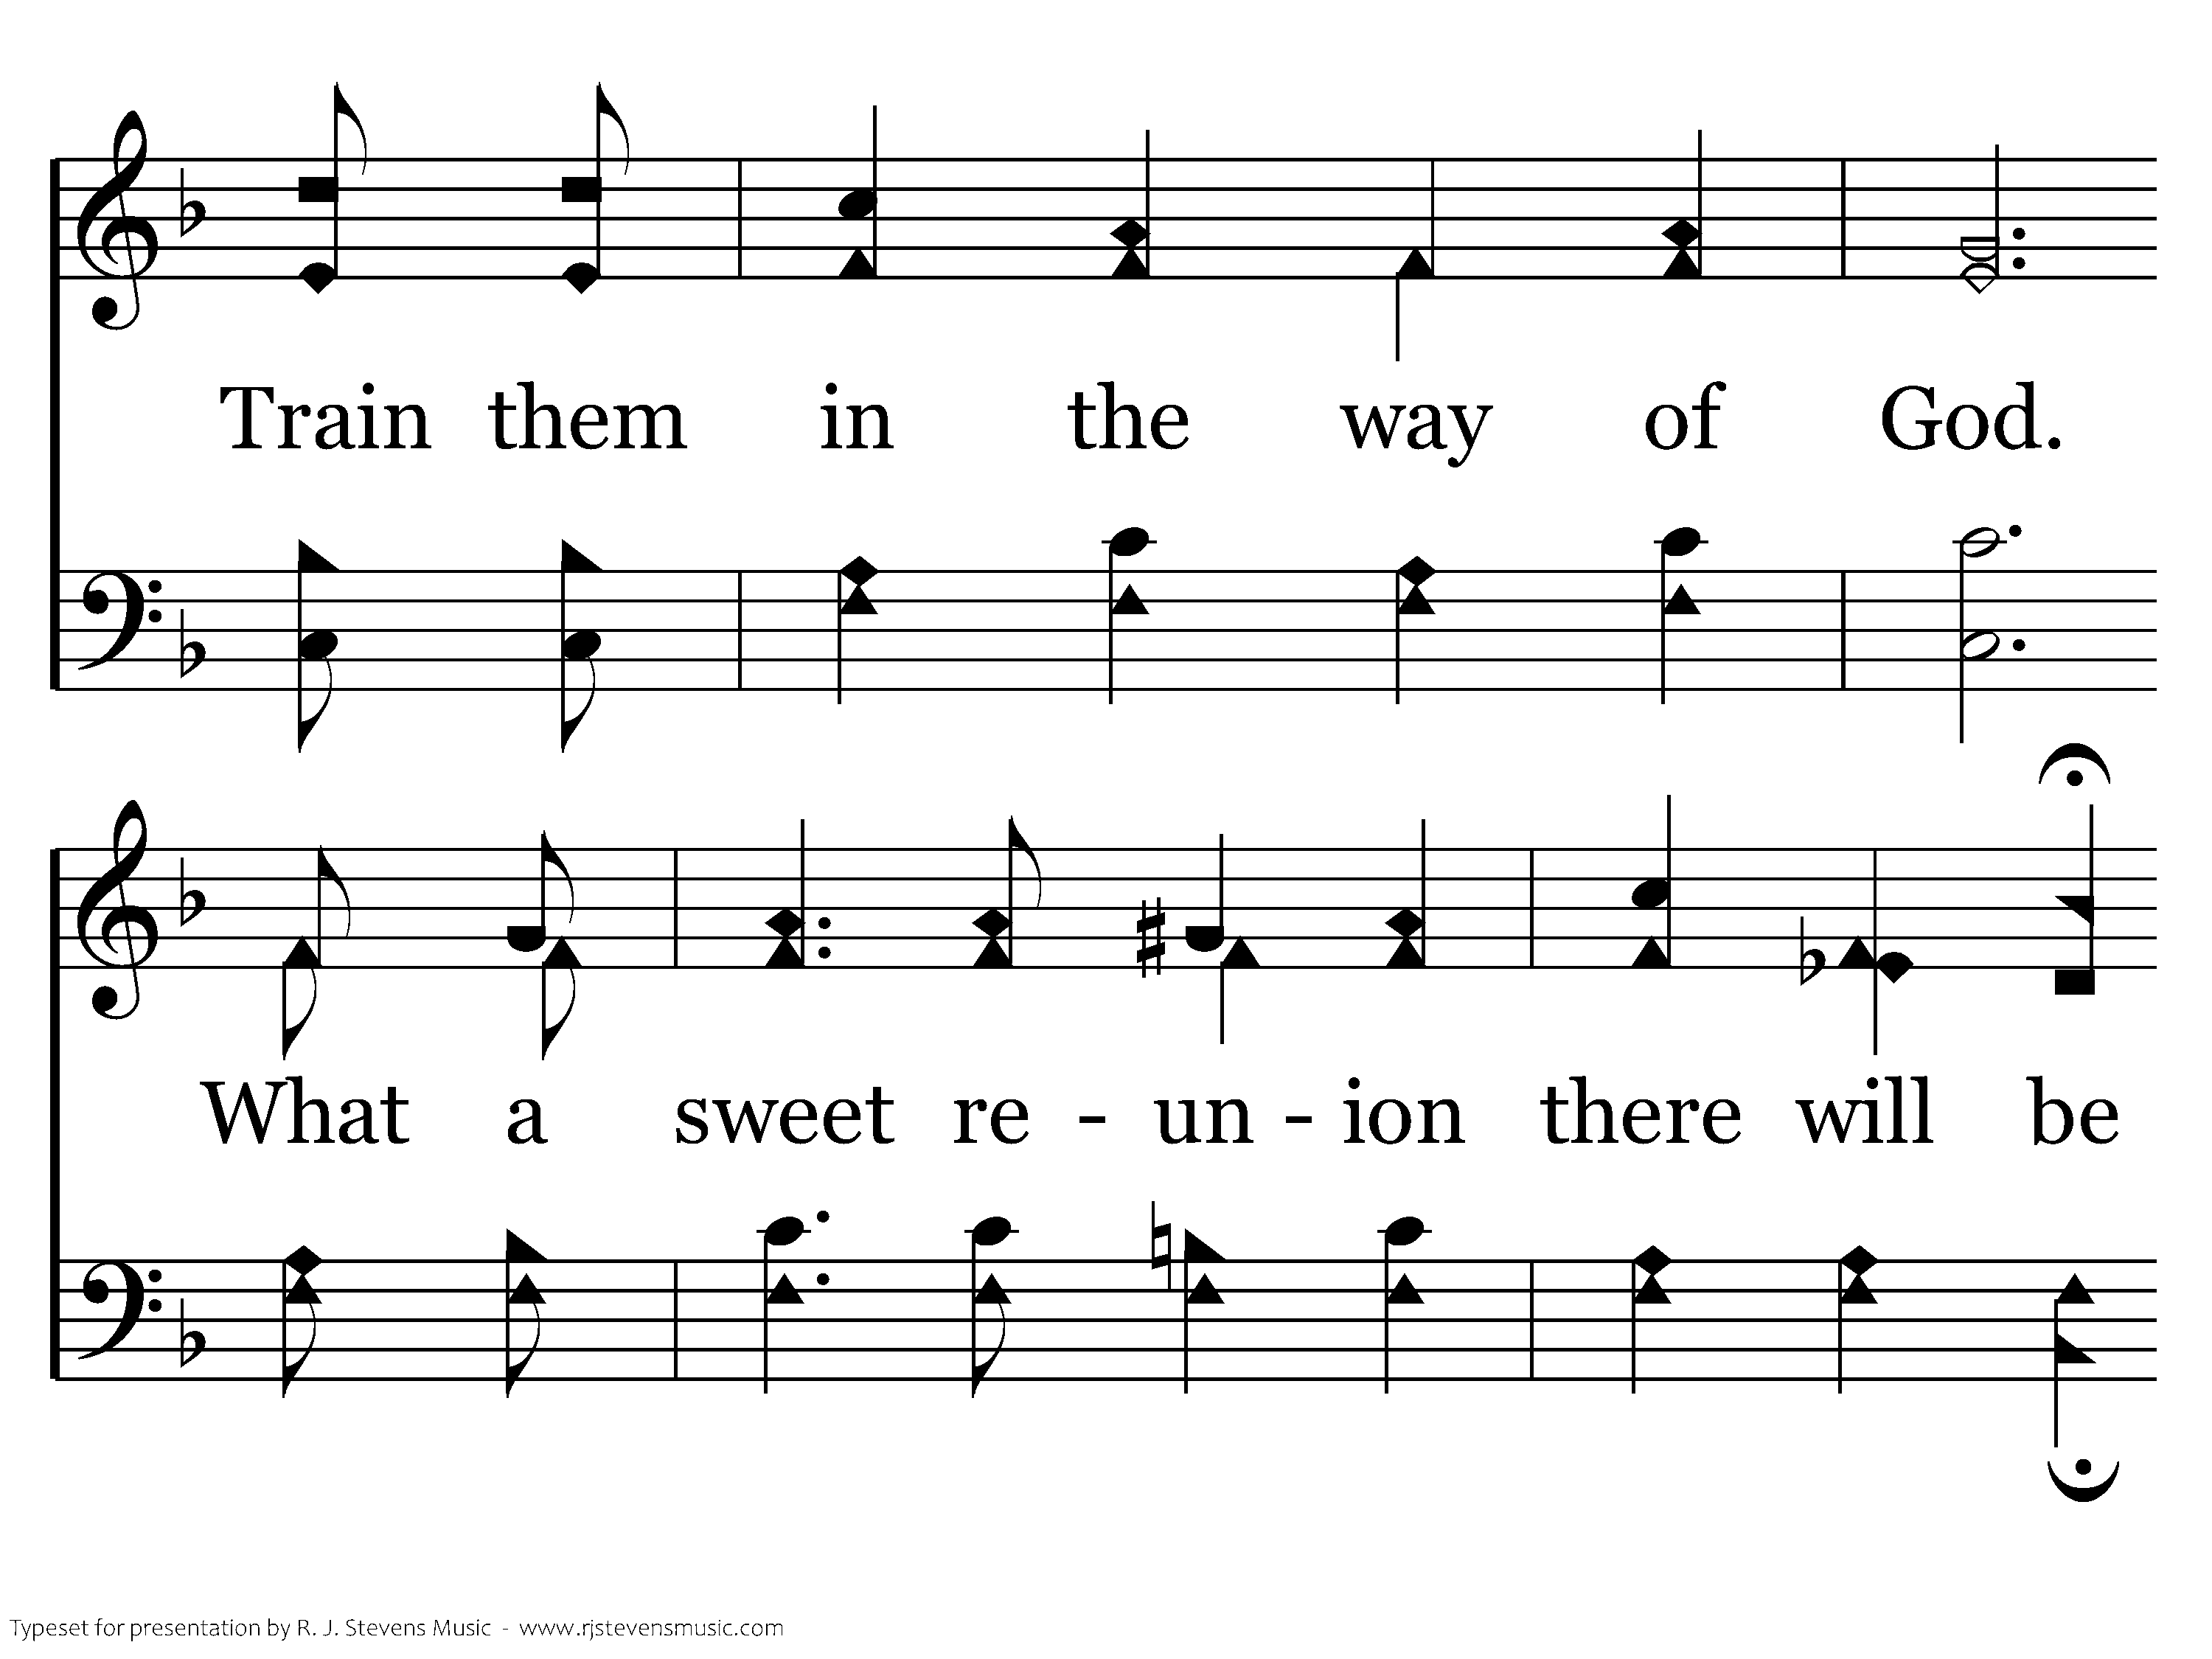 Train them in the way of God.
What a sweet re - un - ion there will be
Typeset for presentation by R. J. Stevens Music - www.rjstevensmusic.com